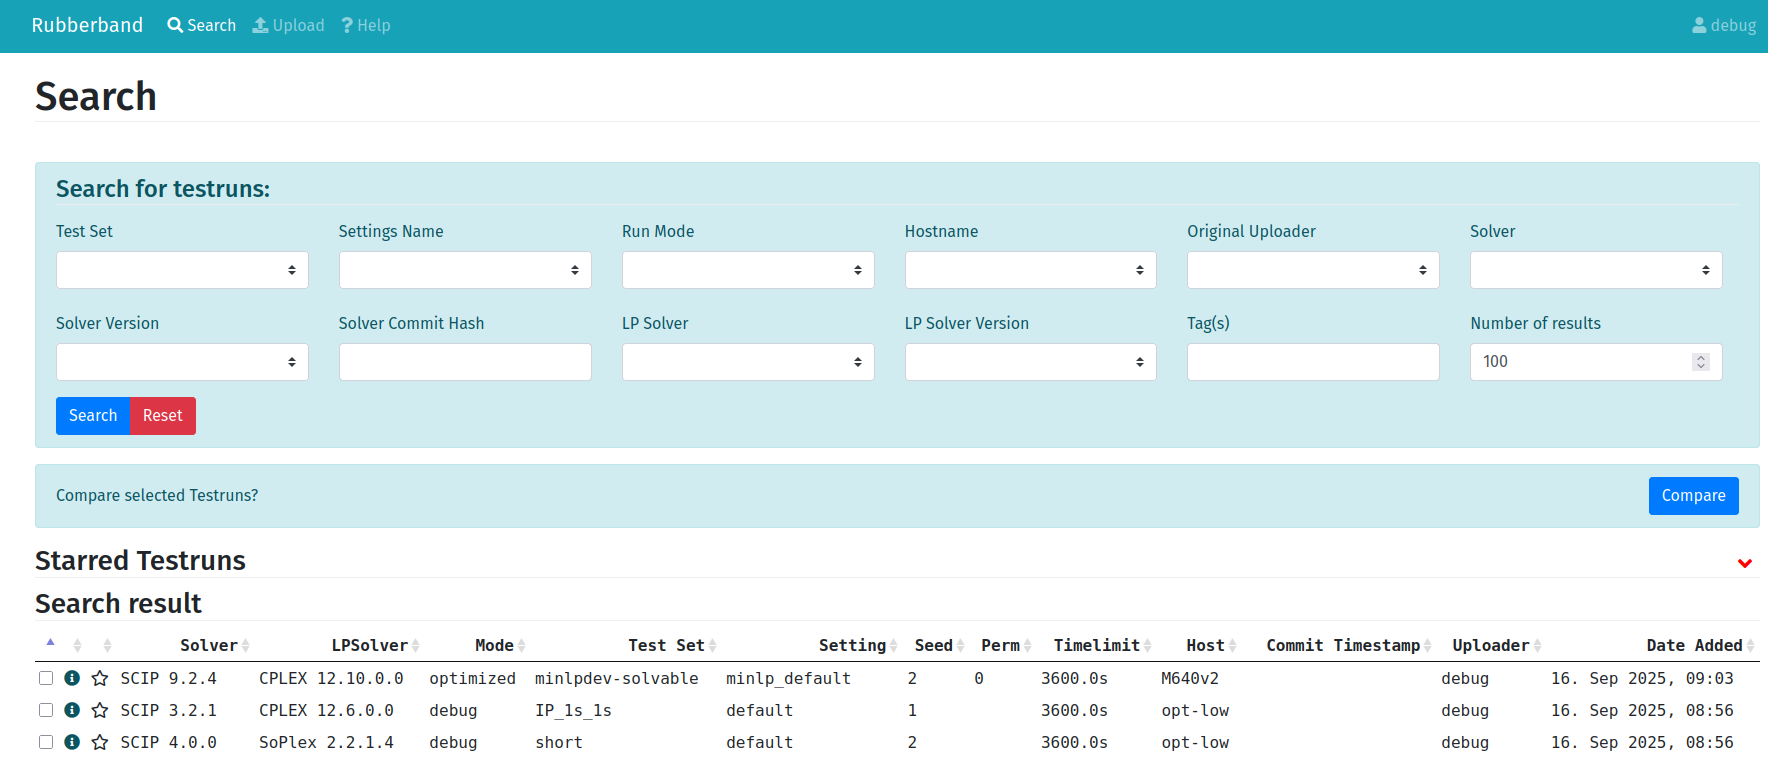 Rubberband Search Upload Help debug
Search
Search for testruns:
Test Set Settings Name Run Mode Hostname Original Uploader Solver
Solver Version Solver Commit Hash LP Solver LP Solver Version Tag(s) Number of results
100
Search Reset
Compare selected Testruns? Compare
Starred Testruns
Search result
Solver LPSolver Mode Test Set Setting Seed Perm Timelimit Host Commit Timestamp Uploader Date Added
SCIP 9.2.4 CPLEX 12.10.0.0 optimized minlpdev-solvable minlp_default 2 0 3600.0s M640v2 debug 16. Sep 2025, 09:03
SCIP 3.2.1 CPLEX 12.6.0.0 debug IP_1s_1s default 1 3600.0s opt-low debug 16. Sep 2025, 08:56
SCIP 4.0.0 SoPlex 2.2.1.4 debug short default 2 3600.0s opt-low debug 16. Sep 2025, 08:56